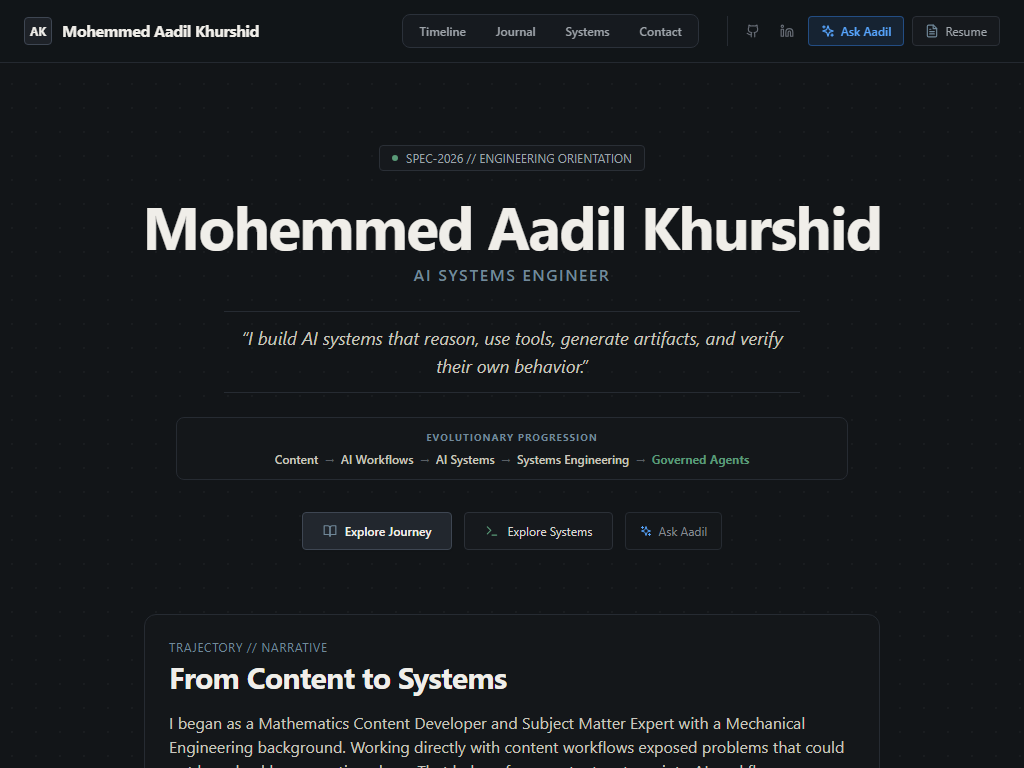 AK Mohemmed Aadil Khurshid Timeline Journal Systems Contact Ask Aadil Resume
SPEC-2026 // ENGINEERING ORIENTATION
Mohemmed Aadil Khurshid
AI SYSTEMS ENGINEER
“I build AI systems that reason, use tools, generate artifacts, and verify
their own behavior.”
EVOLUTIONARY PROGRESSION
Content → AI Workflows → AI Systems → Systems Engineering → Governed Agents
Explore Journey Explore Systems Ask Aadil
TRAJECTORY // NARRATIVE
From Content to Systems
I began as a Mathematics Content Developer and Subject Matter Expert with a Mechanical
Engineering background. Working directly with content workflows exposed problems that could